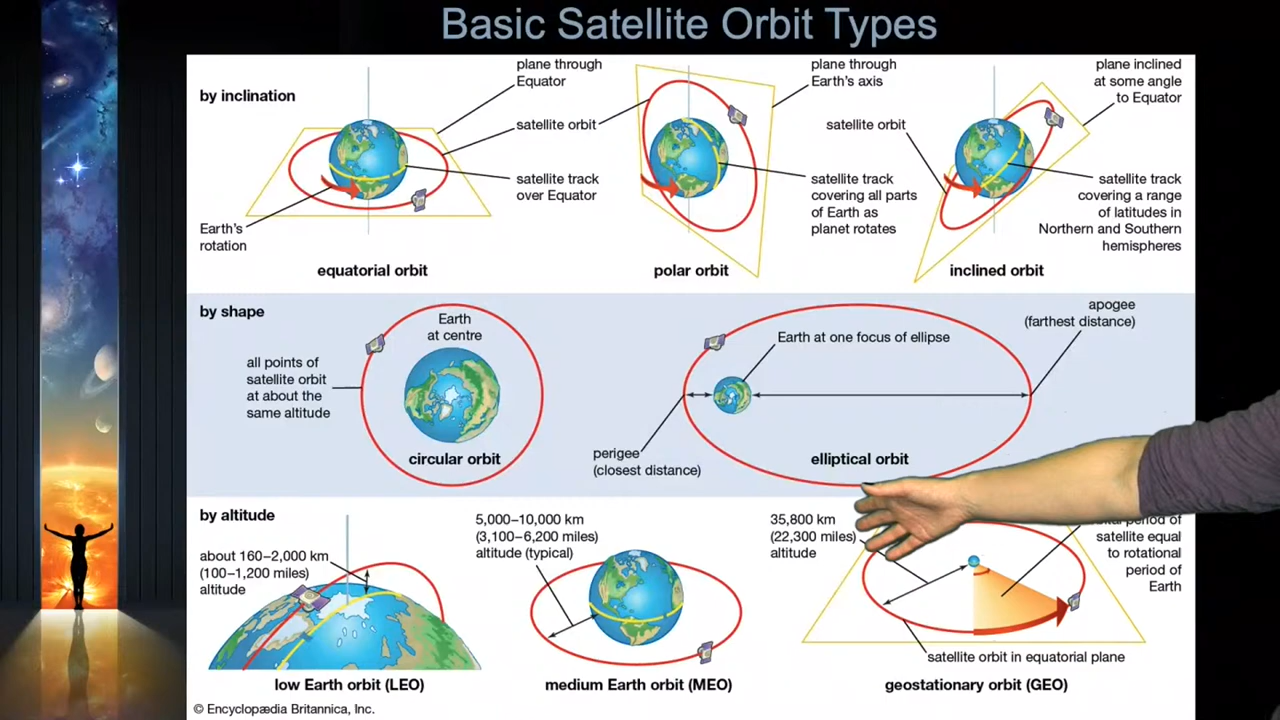 Basic Satellite Orbit Types
by inclination
plane through
Equator
satellite orbit
satellite track
over Equator
Earth's
rotation
equatorial orbit
plane through
Earth's axis
satellite track
covering all parts
of Earth as
planet rotates
polar orbit
plane inclined
at some angle
to Equator
satellite orbit
satellite track
covering a range
of latitudes in
Northern and Southern
hemispheres
inclined orbit
by shape
Earth
at centre
all points of
satellite orbit
at about the
same altitude
circular orbit
Earth at one focus of ellipse
apogee
(farthest distance)
perigee
(closest distance)
elliptical orbit
by altitude
about 160–2,000 km
(100–1,200 miles)
altitude
low Earth orbit (LEO)
5,000–10,000 km
(3,100–6,200 miles)
altitude (typical)
medium Earth orbit (MEO)
35,800 km
(22,300 miles)
altitude
period of
satellite equal
to rotational
period of
Earth
satellite orbit in equatorial plane
geostationary orbit (GEO)
© Encyclopædia Britannica, Inc.